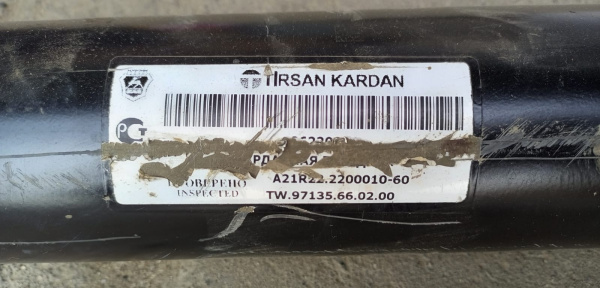 TIRSAN KARDAN
A21R22.2200010-60
ПРОВЕРЕНО
INSPECTED
TW.97135.66.02.00